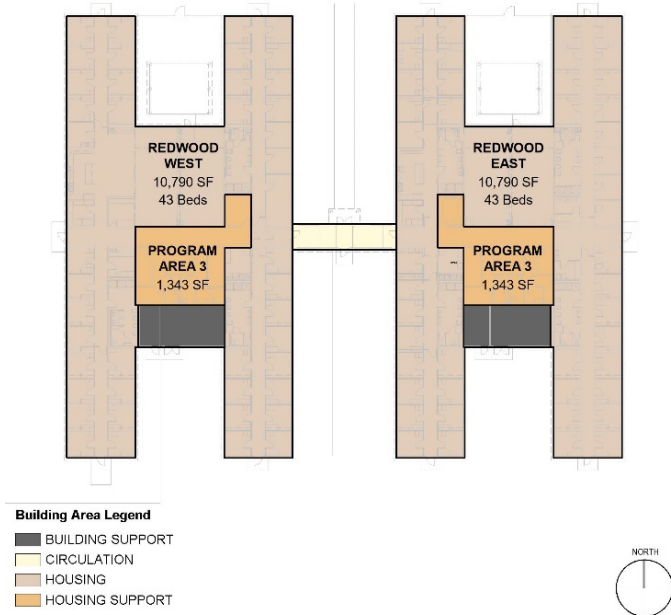 REDWOOD
WEST
10,790 SF
43 Beds
PROGRAM
AREA 3
1,343 SF
REDWOOD
EAST
10,790 SF
43 Beds
PROGRAM
AREA 3
1,343 SF
Building Area Legend
BUILDING SUPPORT
CIRCULATION
HOUSING
HOUSING SUPPORT
NORTH